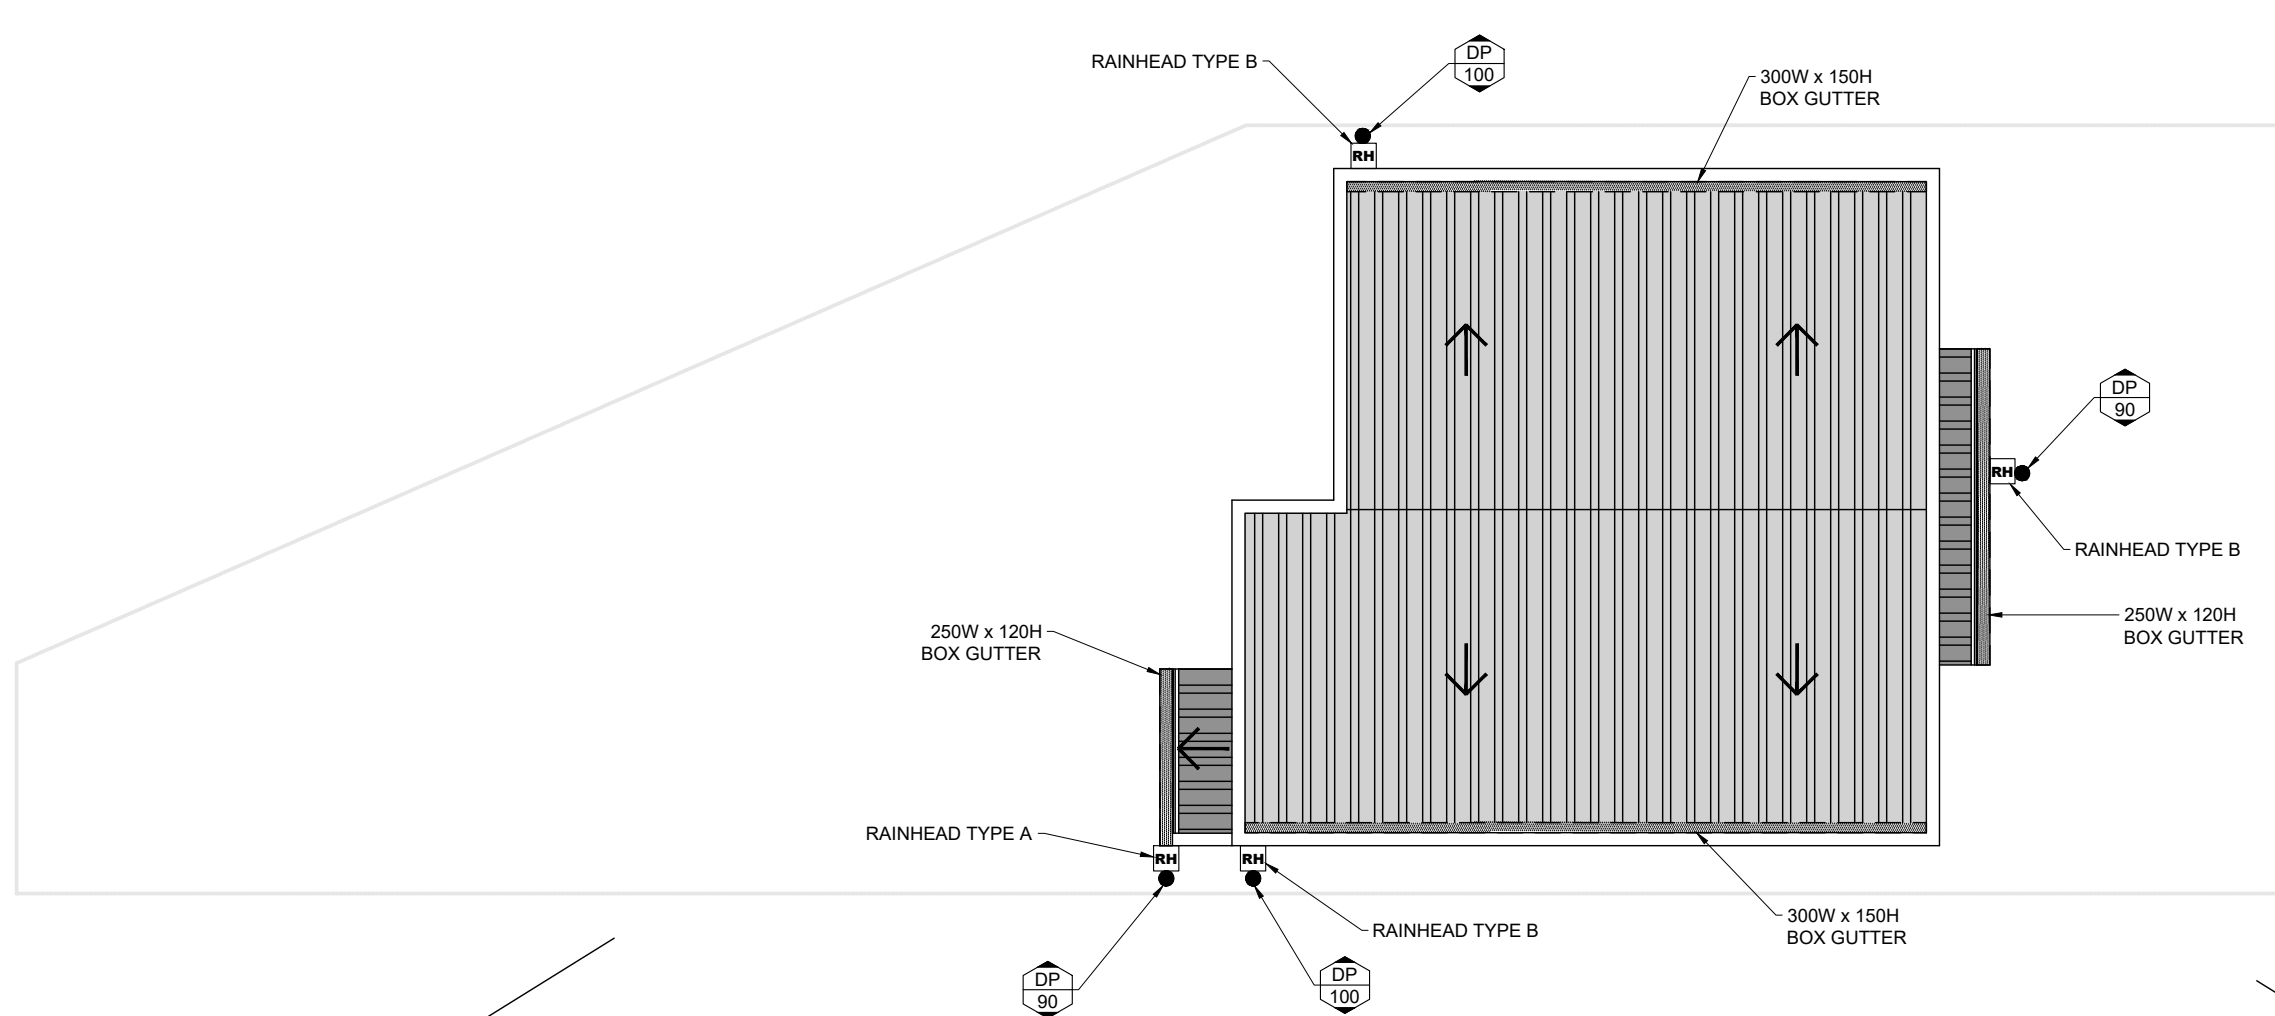 RAINHEAD TYPE B
DP
100
300W x 150H
BOX GUTTER
RH
DP
90
RH
RAINHEAD TYPE B
250W x 120H
BOX GUTTER
250W x 120H
BOX GUTTER
RAINHEAD TYPE A
RH
RH
300W x 150H
BOX GUTTER
RAINHEAD TYPE B
DP
90
DP
100